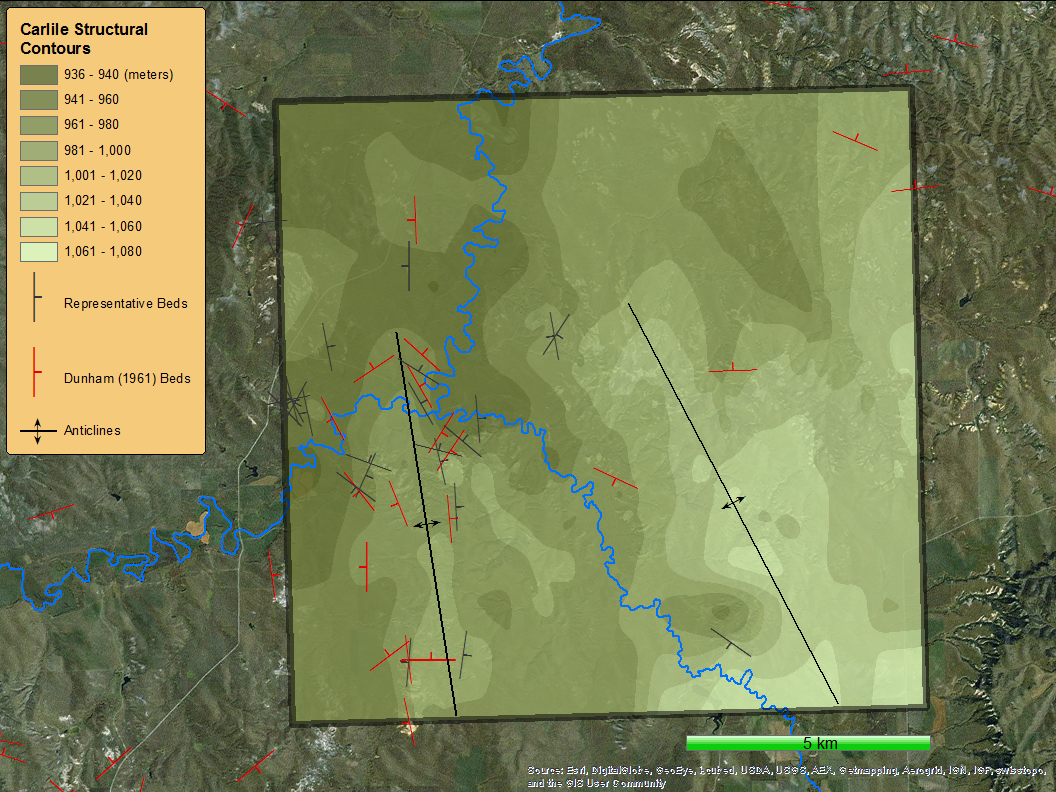 Carlile Structural
Contours
936 - 940 (meters)
941 - 960
961 - 980
981 - 1,000
1,001 - 1,020
1,021 - 1,040
1,041 - 1,060
1,061 - 1,080
Representative Beds
Dunham (1961) Beds
Anticlines
5 km
Source: Esri, DigitalGlobe, GeoEye, i-cubed, USDA, USGS, AEX, Getmapping, Aerogrid, IGN, IGP, swisstopo,
and the GIS User Community